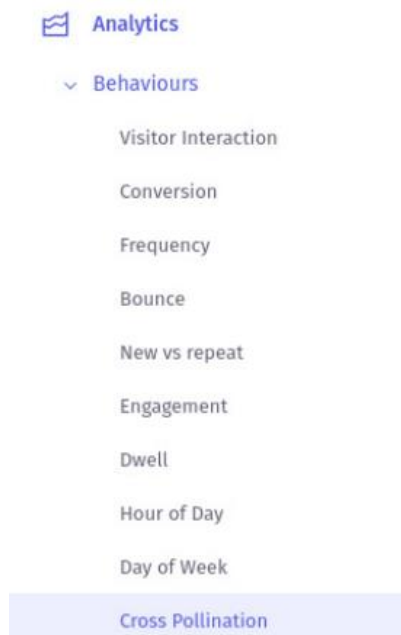 Analytics
Behaviours
Visitor Interaction
Conversion
Frequency
Bounce
New vs repeat
Engagement
Dwell
Hour of Day
Day of Week
Cross Pollination